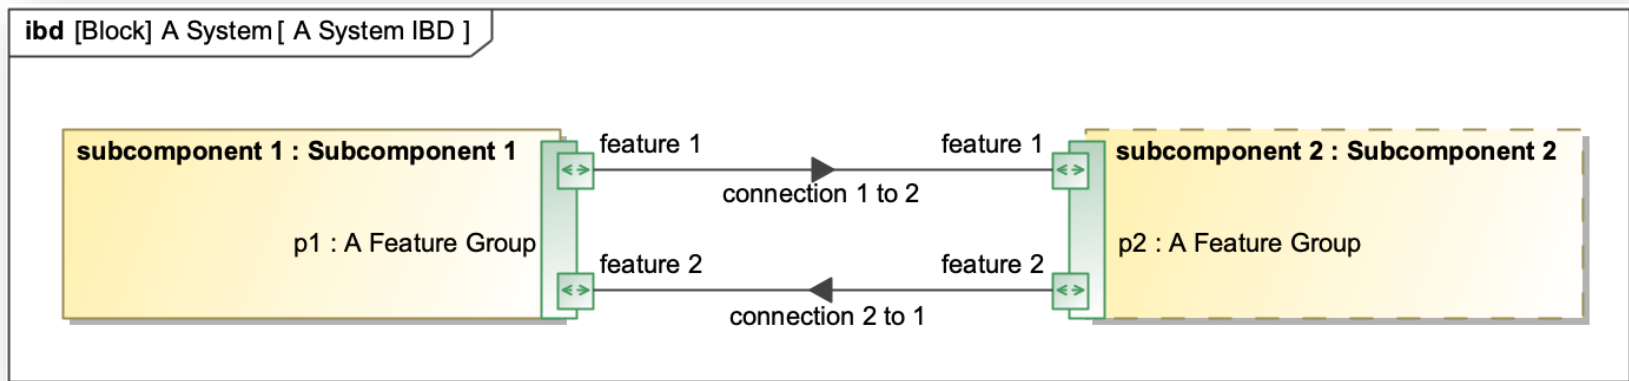 ibd [Block] A System [ A System IBD ]
subcomponent 1 : Subcomponent 1
feature 1
feature 1
subcomponent 2 : Subcomponent 2
connection 1 to 2
p1 : A Feature Group
p2 : A Feature Group
feature 2
feature 2
connection 2 to 1